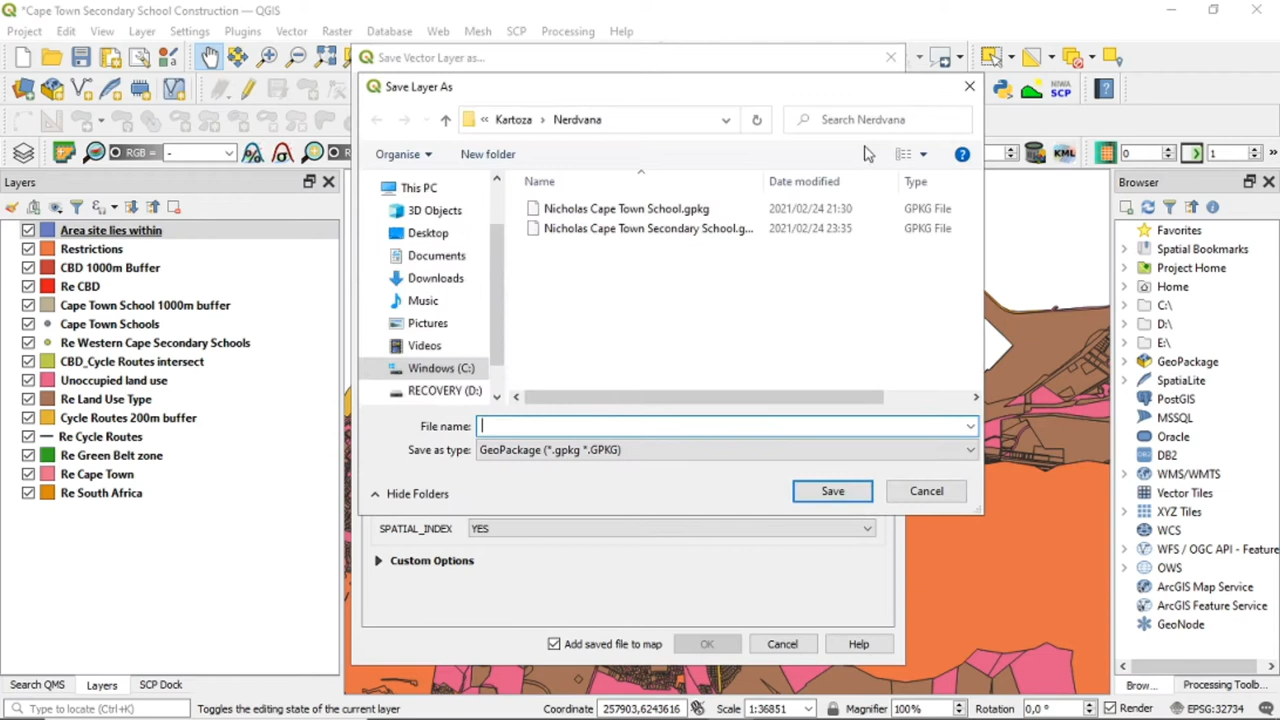 *Cape Town Secondary School Construction — QGIS
Project Edit View Layer Settings Plugins Vector Raster Database Web Mesh SCP Processing Help
Save Vector Layer as...
Save Layer As
« Kartoza > Nerdvana
Search Nerdvana
Organise New folder
NIWA
SCP
RGB = -
R
KML
0
1
Layers
Area site lies within
Restrictions
CBD 1000m Buffer
Re CBD
Cape Town School 1000m buffer
Cape Town Schools
Re Western Cape Secondary Schools
CBD_Cycle Routes intersect
Unoccupied land use
Re Land Use Type
Cycle Routes 200m buffer
Re Cycle Routes
Re Green Belt zone
Re Cape Town
Re South Africa
Search QMS Layers SCP Dock
This PC
3D Objects
Desktop
Documents
Downloads
Music
Pictures
Videos
Windows (C:)
RECOVERY (D:)
Name Date modified Type
Nicholas Cape Town School.gpkg 2021/02/24 21:30 GPKG File
Nicholas Cape Town Secondary School.g... 2021/02/24 23:35 GPKG File
File name:
Save as type: GeoPackage (*.gpkg *.GPKG)
Hide Folders Save Cancel
SPATIAL_INDEX YES
Custom Options
Add saved file to map OK Cancel Help
Browser
Favorites
Spatial Bookmarks
Project Home
Home
C:\
D:\
E:\
GeoPackage
SpatiaLite
PostGIS
MSSQL
Oracle
DB2
WMS/WMTS
Vector Tiles
XYZ Tiles
WCS
WFS / OGC API - Feature
OWS
ArcGIS Map Service
ArcGIS Feature Service
GeoNode
Brow... Processing Toolb...
Type to locate (Ctrl+K) Toggles the editing state of the current layer Coordinate 257903,6243616 Scale 1:36851 Magnifier 100% Rotation 0,0 ° Render EPSG:32734